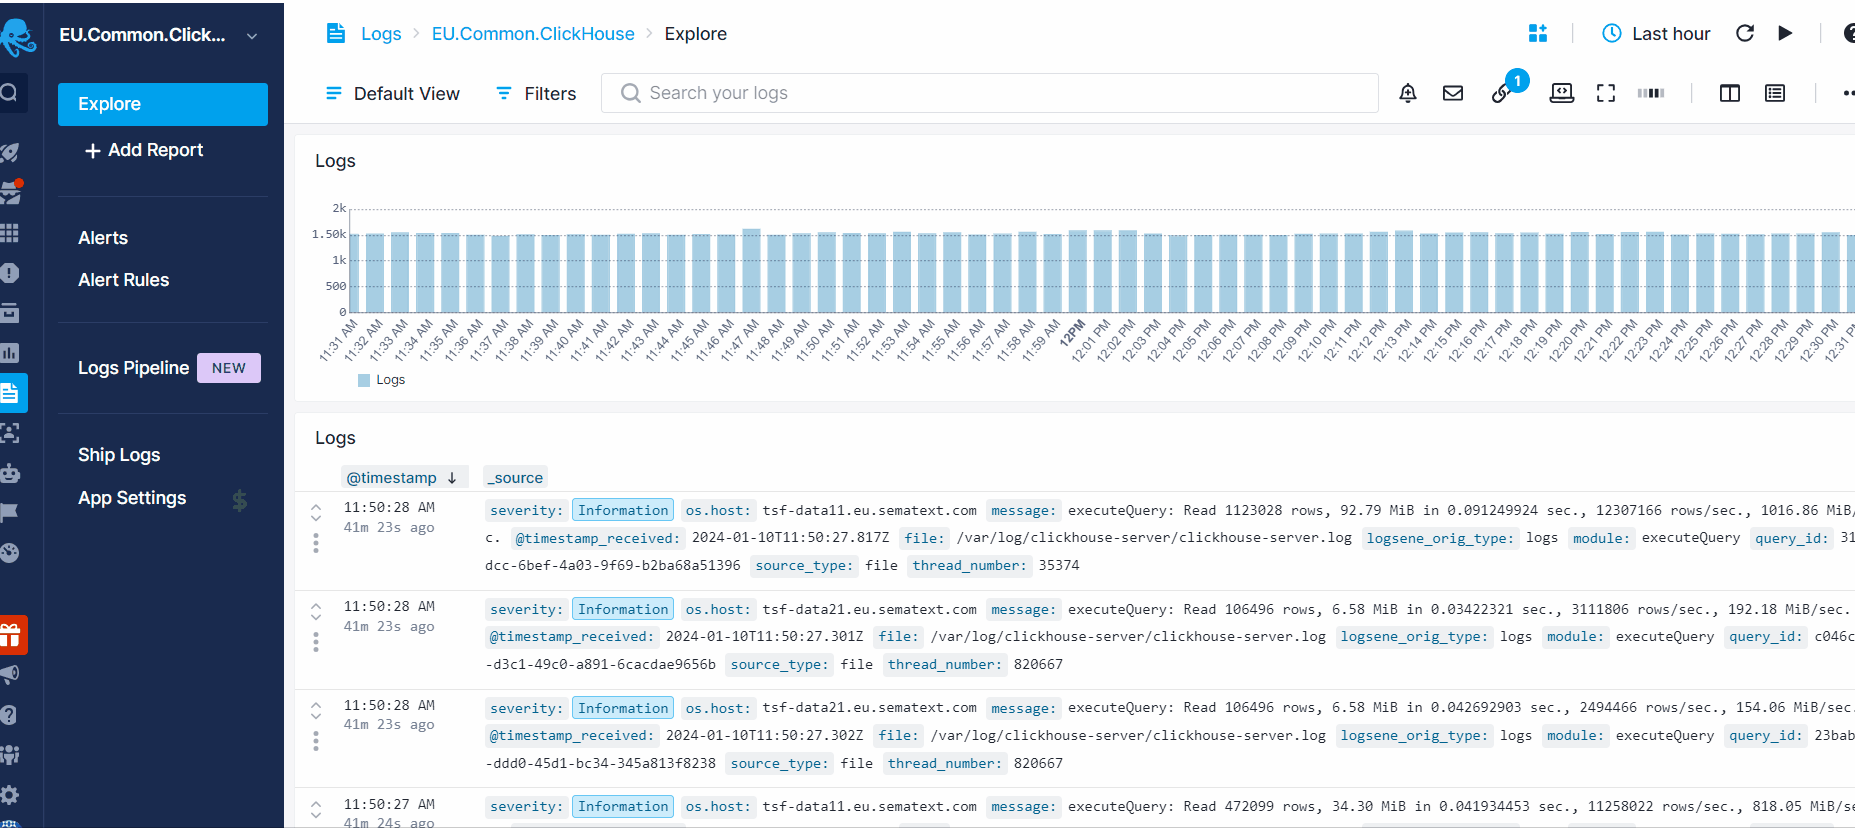 EU.Common.Click...
Explore
Add Report
Alerts
Alert Rules
Logs Pipeline NEW
Ship Logs
App Settings
Logs > EU.Common.ClickHouse > Explore
Last hour
Default View
Filters
Search your logs
1
Logs
2k
1.50k
1k
500
0
11:31 AM 11:32 AM 11:33 AM 11:34 AM 11:35 AM 11:36 AM 11:37 AM 11:38 AM 11:39 AM 11:40 AM 11:41 AM 11:42 AM 11:43 AM 11:44 AM 11:45 AM 11:46 AM 11:47 AM 11:48 AM 11:49 AM 11:50 AM 11:51 AM 11:52 AM 11:53 AM 11:54 AM 11:55 AM 11:56 AM 11:57 AM 11:58 AM 11:59 AM 12PM 12:01 PM 12:02 PM 12:03 PM 12:04 PM 12:05 PM 12:06 PM 12:07 PM 12:08 PM 12:09 PM 12:10 PM 12:11 PM 12:12 PM 12:13 PM 12:14 PM 12:15 PM 12:16 PM 12:17 PM 12:18 PM 12:19 PM 12:20 PM 12:21 PM 12:22 PM 12:23 PM 12:24 PM 12:25 PM 12:26 PM 12:27 PM 12:28 PM 12:29 PM 12:30 PM 12:31 P
Logs
Logs
@timestamp ↓ _source
11:50:28 AM
41m 23s ago
severity: Information os.host: tsf-data11.eu.sematext.com message: executeQuery: Read 1123028 rows, 92.79 MiB in 0.091249924 sec., 12307166 rows/sec., 1016.86 MiB/
c. @timestamp_received: 2024-01-10T11:50:27.817Z file: /var/log/clickhouse-server/clickhouse-server.log logsene_orig_type: logs module: executeQuery query_id: 31
dcc-6bef-4a03-9f69-b2ba68a51396 source_type: file thread_number: 35374
11:50:28 AM
41m 23s ago
severity: Information os.host: tsf-data21.eu.sematext.com message: executeQuery: Read 106496 rows, 6.58 MiB in 0.03422321 sec., 3111806 rows/sec., 192.18 MiB/sec.
@timestamp_received: 2024-01-10T11:50:27.301Z file: /var/log/clickhouse-server/clickhouse-server.log logsene_orig_type: logs module: executeQuery query_id: c046c
-d3c1-49c0-a891-6cacdae9656b source_type: file thread_number: 820667
11:50:28 AM
41m 23s ago
severity: Information os.host: tsf-data21.eu.sematext.com message: executeQuery: Read 106496 rows, 6.58 MiB in 0.042692903 sec., 2494466 rows/sec., 154.06 MiB/sec.
@timestamp_received: 2024-01-10T11:50:27.302Z file: /var/log/clickhouse-server/clickhouse-server.log logsene_orig_type: logs module: executeQuery query_id: 23bab
-ddd0-45d1-bc34-345a813f8238 source_type: file thread_number: 820667
11:50:27 AM
41m 24s ago
severity: Information os.host: tsf-data11.eu.sematext.com message: executeQuery: Read 472099 rows, 34.30 MiB in 0.041934453 sec., 11258022 rows/sec., 818.05 MiB/se